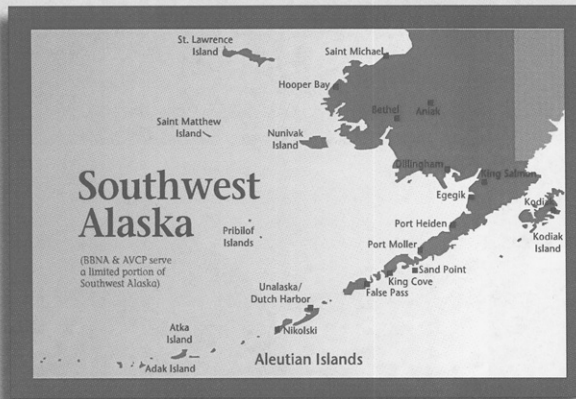 St. Lawrence
Island
Saint Michael
Hooper Bay
Bethel
Aniak
Saint Matthew
Island
Nunivak
Island
Dillingham
King Salmon
Southwest
Alaska
Egegik
Kodiak
(BBNA & AVCP serve
a limited portion of
Southwest Alaska)
Pribilof
Islands
Port Heiden
Kodiak
Island
Port Moller
Sand Point
King Cove
False Pass
Unalaska/
Dutch Harbor
Nikolski
Atka
Island
Adak Island
Aleutian Islands